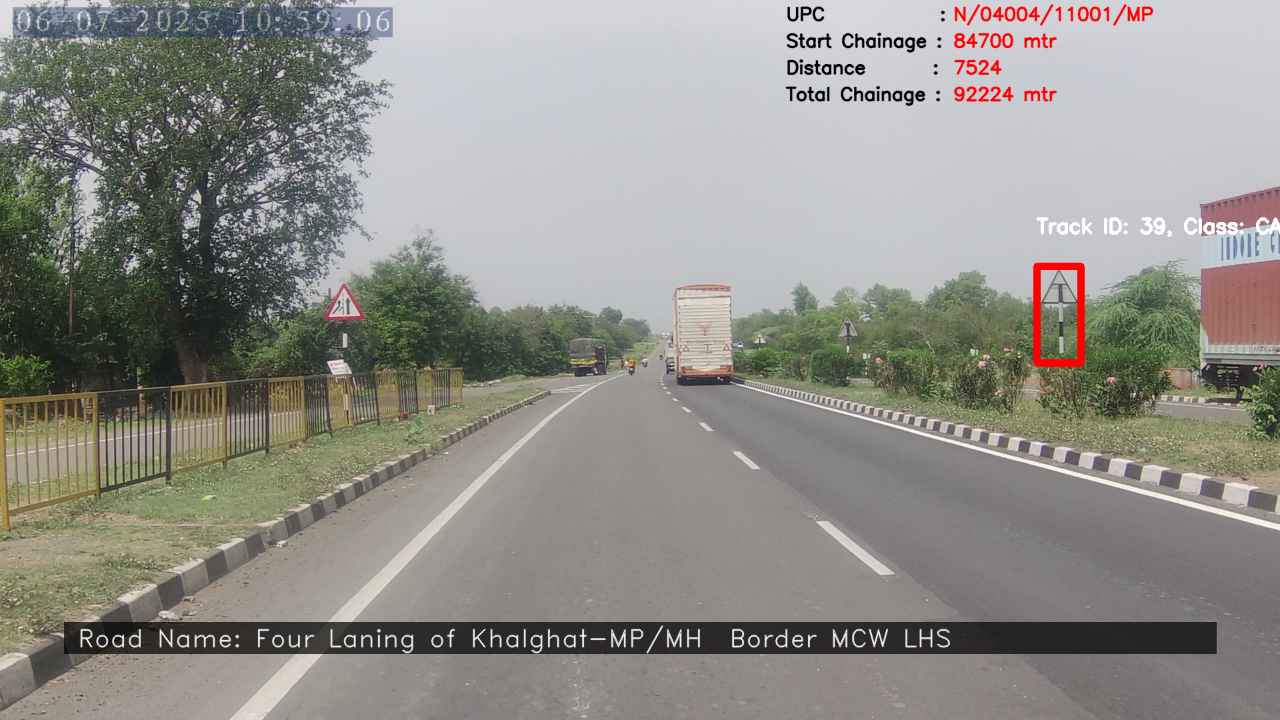 06-07-2025 10:59:06
UPC : N/04004/11001/MP
Start Chainage : 84700 mtr
Distance : 7524
Total Chainage : 92224 mtr
Track ID: 39, Class: CA
INDORE C
Road Name: Four Laning of Khalghat-MP/MH Border MCW LHS